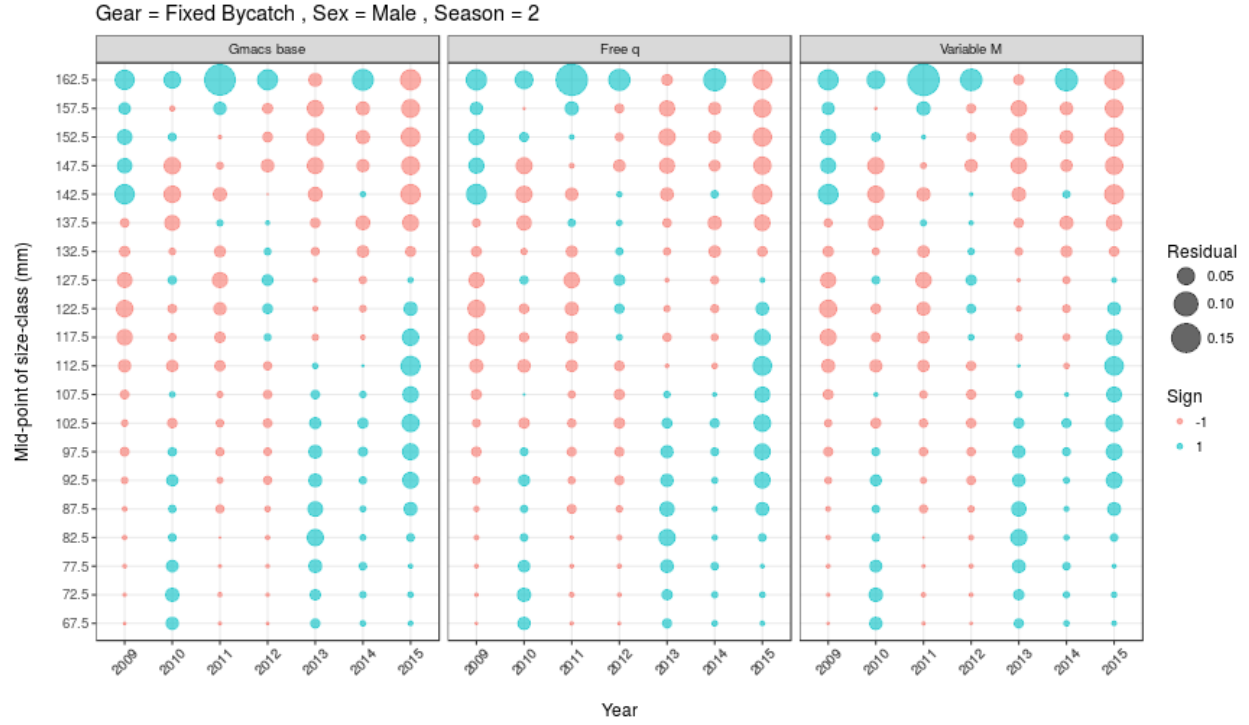 Gear = Fixed Bycatch , Sex = Male , Season = 2
Gmacs base
Free q
Variable M
Mid-point of size-class (mm)
162.5
157.5
152.5
147.5
142.5
137.5
132.5
127.5
122.5
117.5
112.5
107.5
102.5
97.5
92.5
87.5
82.5
77.5
72.5
67.5
2009 2010 2011 2012 2013 2014 2015
2009 2010 2011 2012 2013 2014 2015
2009 2010 2011 2012 2013 2014 2015
Year
Residual
0.05
0.10
0.15
Sign
-1
1